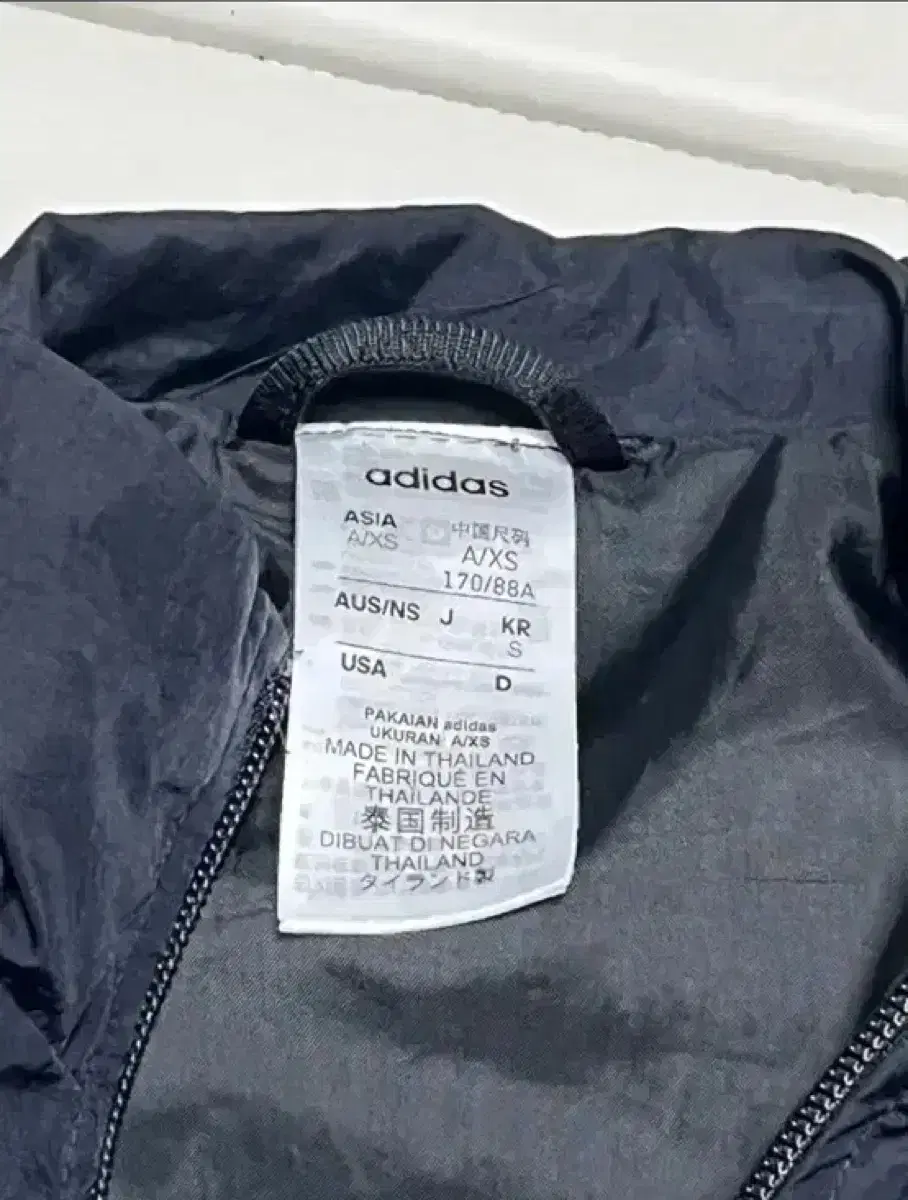 adidas
ASIA 中国尺码
A/XS A/XS
170/88A
AUS/NS J KR
S
USA D
PAKAIAN adidas
UKURAN A/XS
MADE IN THAILAND
FABRIQUÉ EN
THAÏLANDE
泰国制造
DIBUAT DI NEGARA
THAILAND
タイランド製